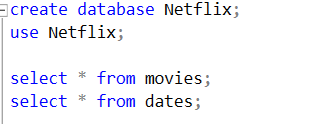 create database Netflix;
use Netflix;
select * from movies;
select * from dates;